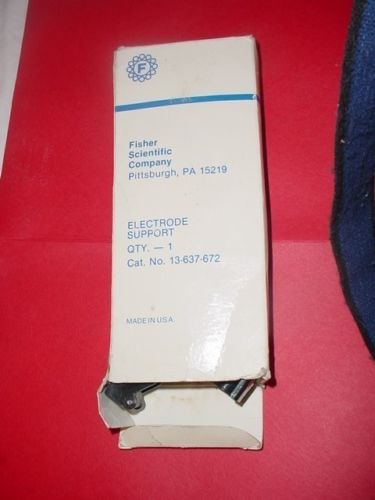 F
Fisher
Scientific
Company
Pittsburgh, PA 15219
ELECTRODE
SUPPORT
QTY. — 1
Cat. No. 13-637-672
MADE IN U.S.A.